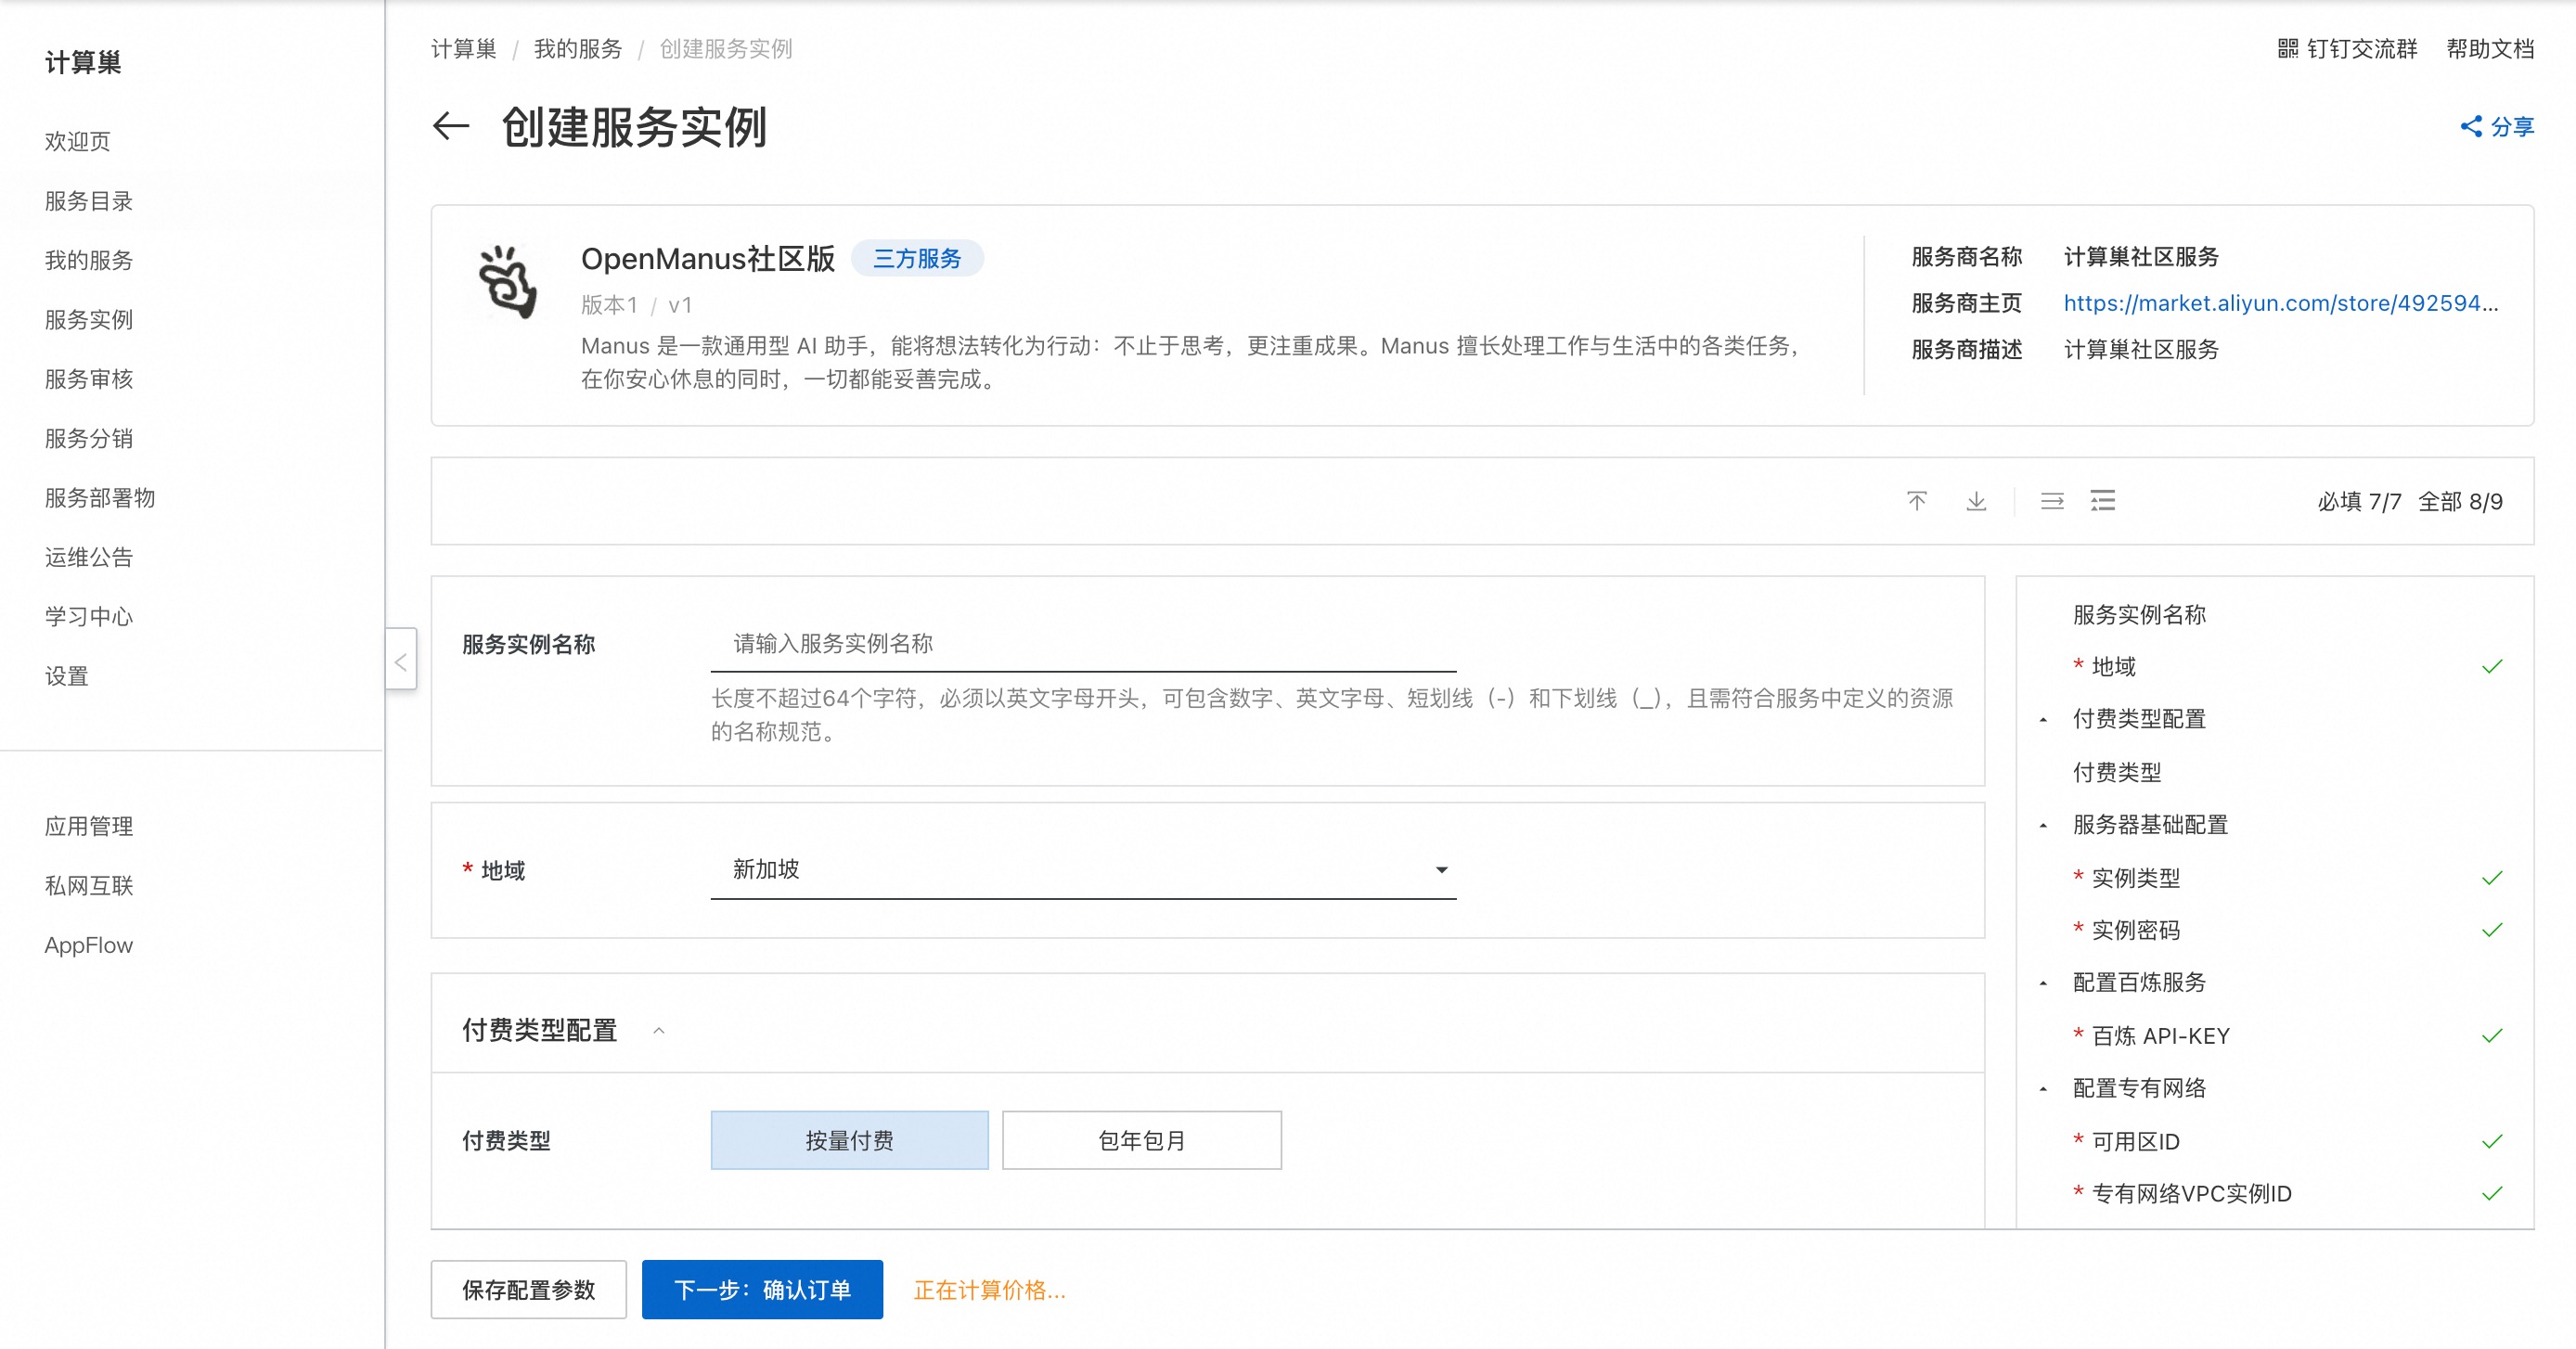 计算巢
欢迎页
服务目录
我的服务
服务实例
服务审核
服务分销
服务部署物
运维公告
学习中心
设置
应用管理
私网互联
AppFlow
计算巢 / 我的服务 / 创建服务实例
钉钉交流群 帮助文档
创建服务实例
分享
OpenManus社区版 三方服务
版本1 / v1
Manus 是一款通用型 AI 助手，能将想法转化为行动：不止于思考，更注重成果。Manus 擅长处理工作与生活中的各类任务，
在你安心休息的同时，一切都能妥善完成。
服务商名称 计算巢社区服务
服务商主页 https://market.aliyun.com/store/492594...
服务商描述 计算巢社区服务
必填 7/7 全部 8/9
服务实例名称 请输入服务实例名称
长度不超过64个字符，必须以英文字母开头，可包含数字、英文字母、短划线（-）和下划线（_），且需符合服务中定义的资源
的名称规范。
* 地域 新加坡
付费类型配置
付费类型 按量付费 包年包月
服务实例名称
* 地域
付费类型配置
付费类型
服务器基础配置
* 实例类型
* 实例密码
配置百炼服务
* 百炼 API-KEY
配置专有网络
* 可用区ID
* 专有网络VPC实例ID
保存配置参数 下一步：确认订单 正在计算价格...